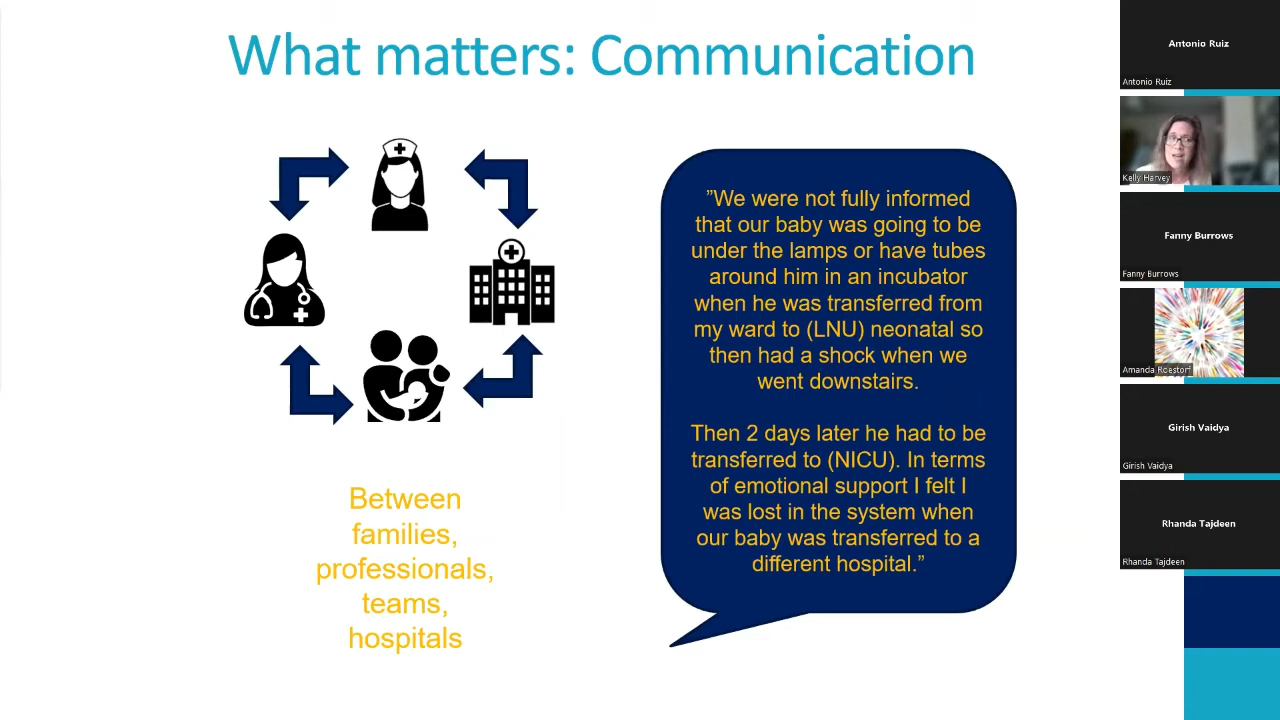 What matters: Communication
Between
families,
professionals,
teams,
hospitals
”We were not fully informed
that our baby was going to be
under the lamps or have tubes
around him in an incubator
when he was transferred from
my ward to (LNU) neonatal so
then had a shock when we
went downstairs.
Then 2 days later he had to be
transferred to (NICU). In terms
of emotional support I felt I
was lost in the system when
our baby was transferred to a
different hospital.”
Antonio Ruiz
Antonio Ruiz
Kelly Harvey
Fanny Burrows
Fanny Burrows
Amanda Roestorf
Girish Vaidya
Girish Vaidya
Rhanda Tajdeen
Rhanda Tajdeen